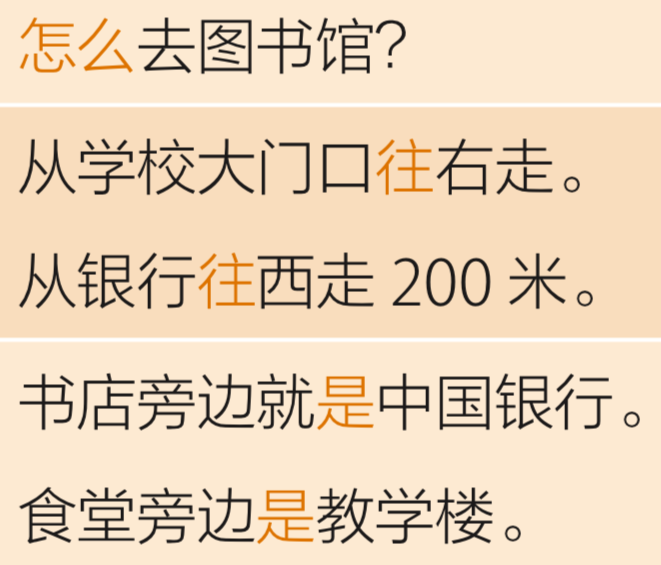 怎么去图书馆?
从学校大门口往右走。
从银行往西走 200 米。
书店旁边就是中国银行。
食堂旁边是教学楼。